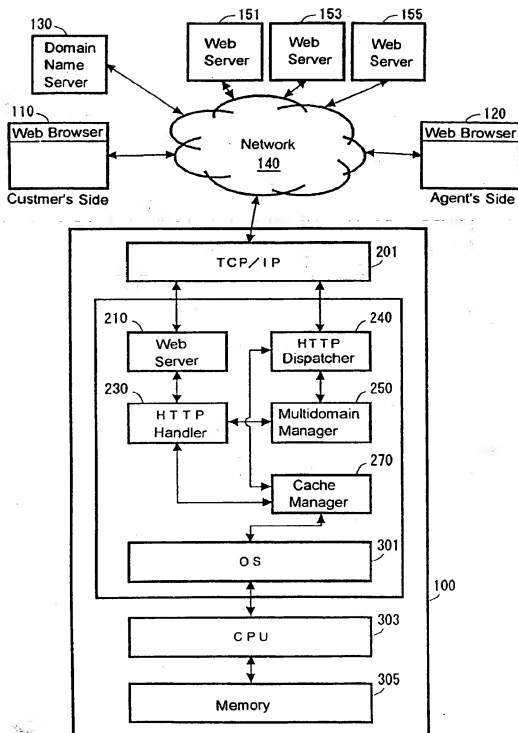 151
153
155
130
Domain
Name
Server
Web
Server
Web
Server
Web
Server
110
Web Browser
Custmer's Side
Network
140
120
Web Browser
Agent's Side
TCP/IP
201
210
Web
Server
240
HTTP
Dispatcher
230
HTTP
Handler
250
Multidomain
Manager
270
Cache
Manager
OS
301
100
CPU
303
Memory
305